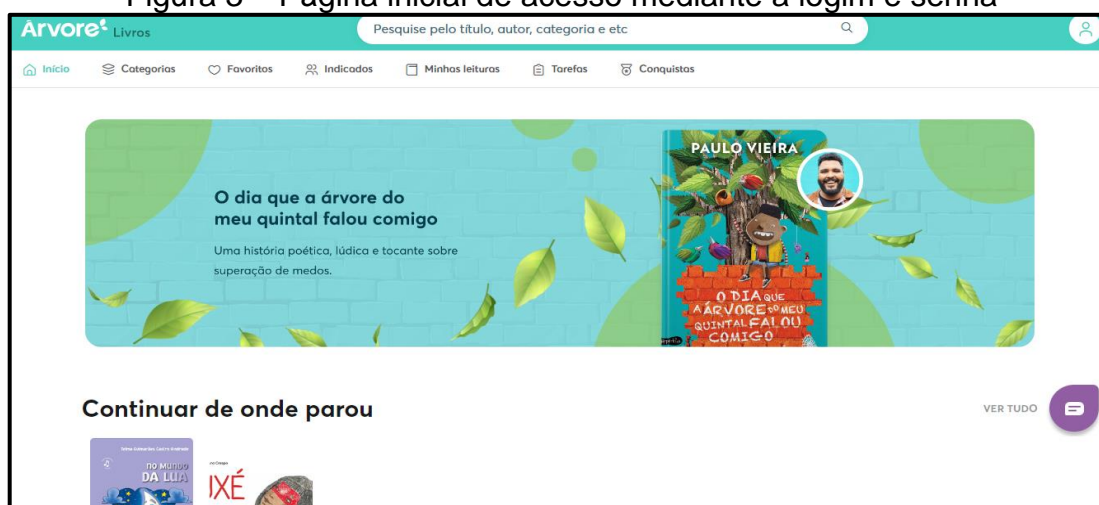 Figura 3 – Página inicial de acesso mediante a logim e senha
Árvore Livros
Pesquise pelo título, autor, categoria e etc
Início Categorias Favoritos Indicados Minhas leituras Tarefas Conquistas
O dia que a árvore do
meu quintal falou comigo
Uma história poética, lúdica e tocante sobre
superação de medos.
PAULO VIEIRA
O DIA QUE
A ÁRVORE DO MEU
QUINTAL FALOU
COMIGO
Continuar de onde parou
VER TUDO
NO MUNDO
DA LUA
IXÉ